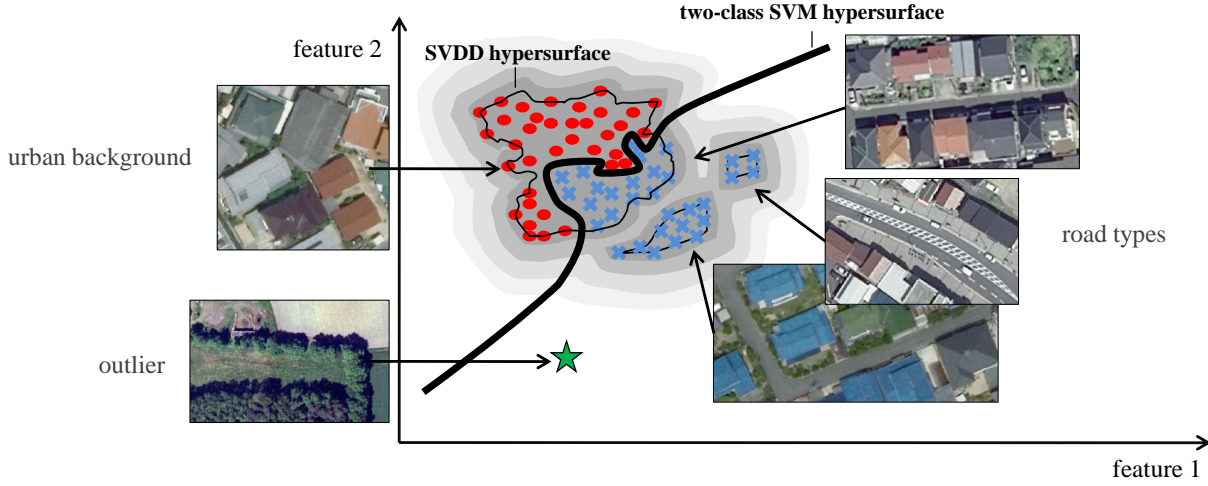 two-class SVM hypersurface
feature 2
SVDD hypersurface
urban background
road types
outlier
feature 1